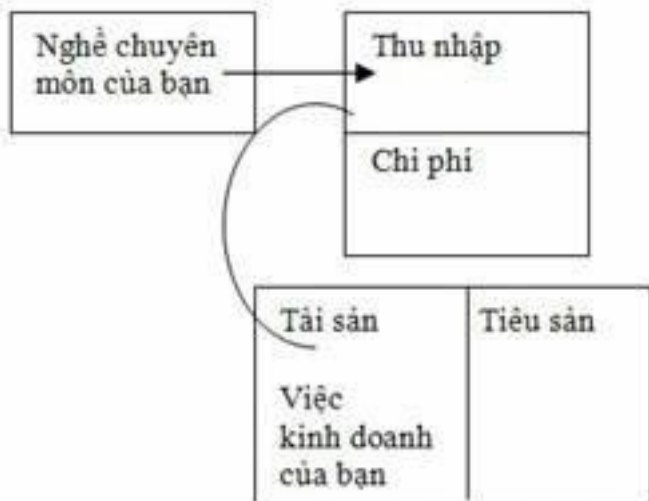 Nghề chuyên
môn của bạn
Thu nhập
Chi phí
Tài sản
Tiêu sản
Việc
kinh doanh
của bạn